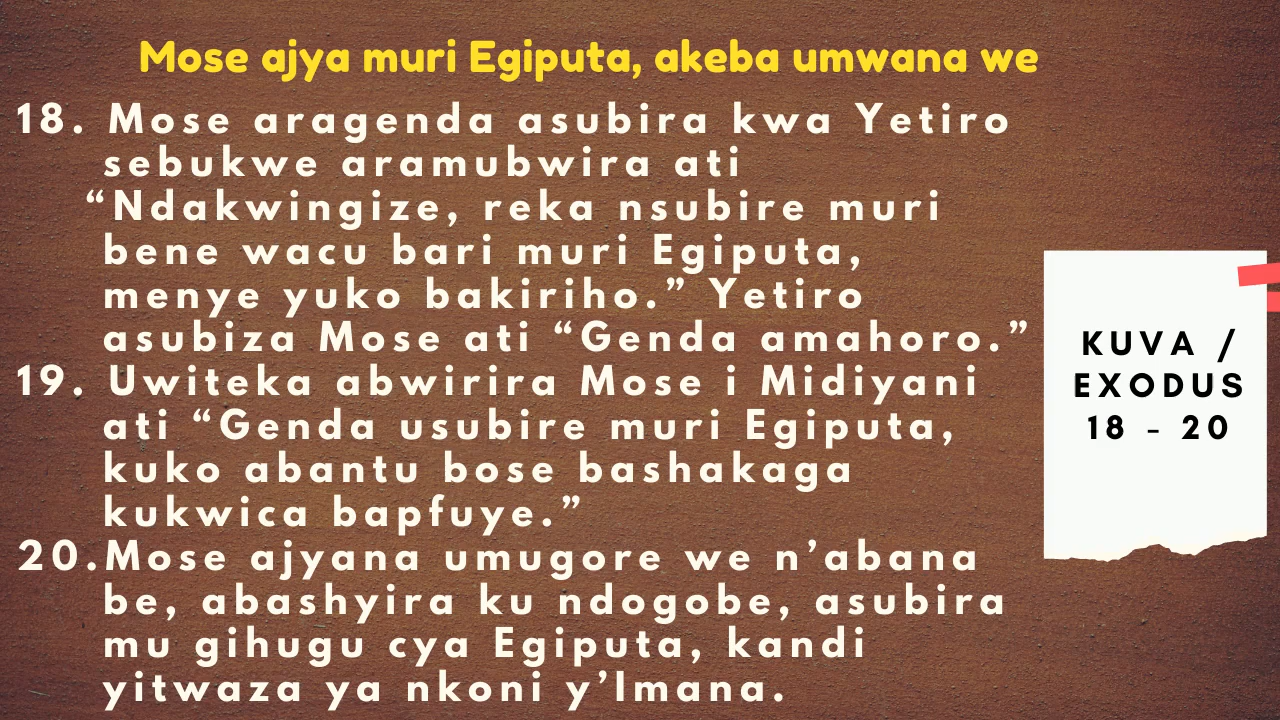 Mose ajya muri Egiputa, akeba umwana we
18. Mose aragenda asubira kwa Yetiro
sebukwe aramubwira ati
“Ndakwingize, reka nsubire muri
bene wacu bari muri Egiputa,
menye yuko bakiriho.” Yetiro
asubiza Mose ati “Genda amahoro.”
19. Uwiteka abwirira Mose i Midiyani
ati “Genda usubire muri Egiputa,
kuko abantu bose bashakaga
kukwica bapfuye.”
20.Mose ajyana umugore we n’abana
be, abashyira ku ndogobe, asubira
mu gihugu cya Egiputa, kandi
yitwaza ya nkoni y’Imana.
KUVA /
EXODUS
18 - 20